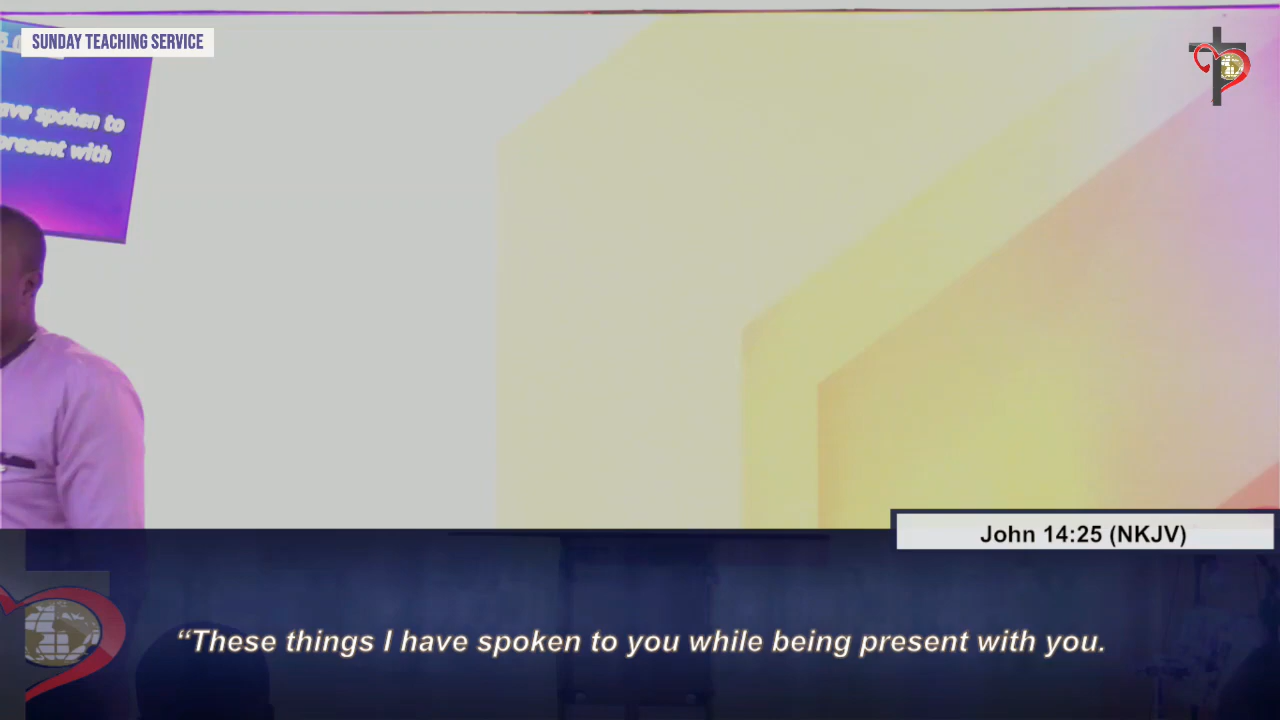 SUNDAY TEACHING SERVICE
spoken to
present with
John 14:25 (NKJV)
“These things I have spoken to you while being present with you.